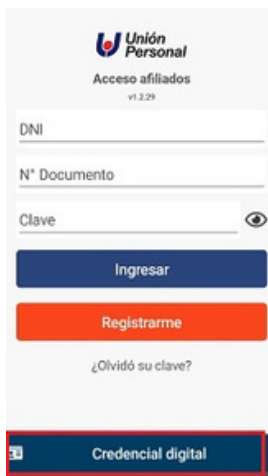 Unión
Personal
Acceso afiliados
v1.2.29
DNI
N° Documento
Clave
Ingresar
Registrarme
¿Olvidó su clave?
Credencial digital